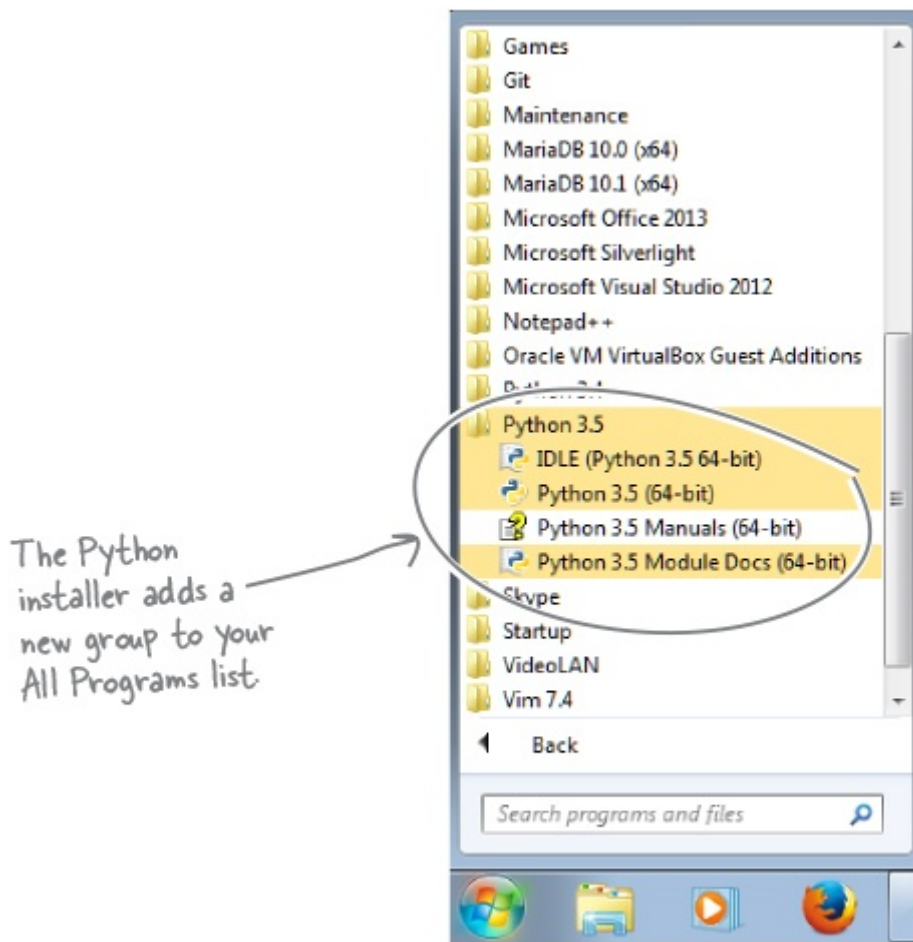 Games
Git
Maintenance
MariaDB 10.0 (x64)
MariaDB 10.1 (x64)
Microsoft Office 2013
Microsoft Silverlight
Microsoft Visual Studio 2012
Notepad++
Oracle VM VirtualBox Guest Additions
Python 3.5
IDLE (Python 3.5 64-bit)
Python 3.5 (64-bit)
Python 3.5 Manuals (64-bit)
Python 3.5 Module Docs (64-bit)
Skype
Startup
VideoLAN
Vim 7.4
Back
Search programs and files
The Python
installer adds a
new group to your
All Programs list.